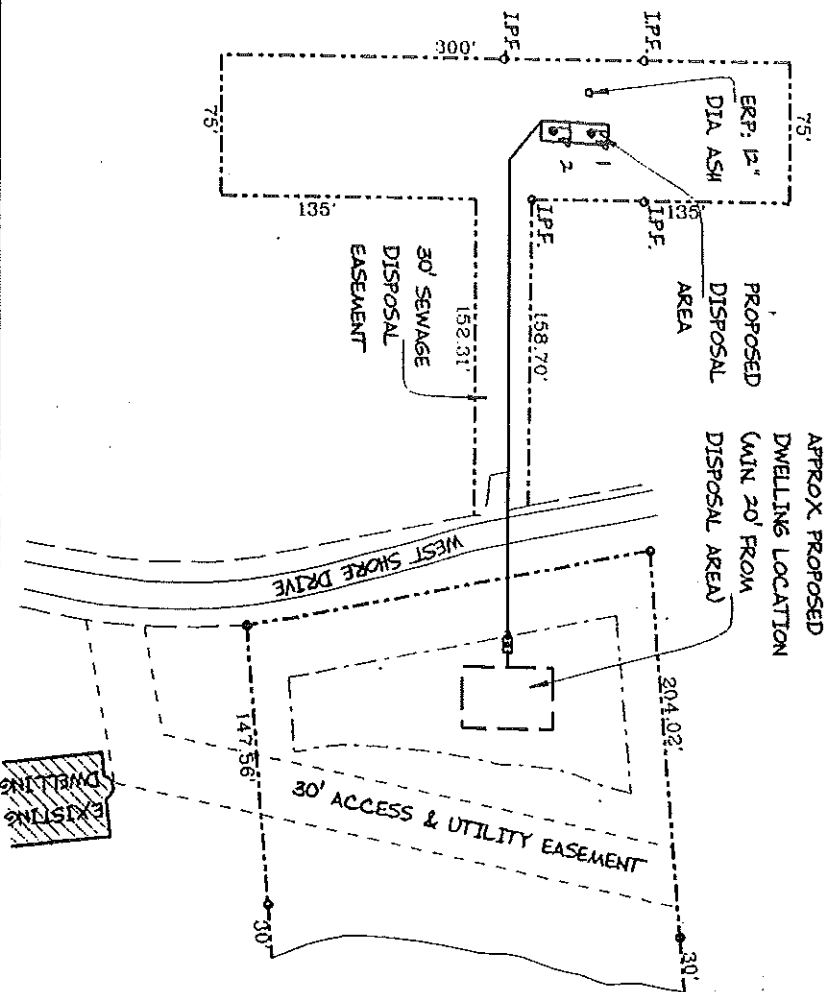 300'
I.P.F.
I.P.F.
75'
ERP: 12"
DIA ASH
1
2
75'
135'
I.P.F.
I.P.F.
135'
PROPOSED
DISPOSAL
AREA
30' SEWAGE
DISPOSAL
EASEMENT
152.31'
158.70'
APPROX. PROPOSED
DWELLING LOCATION
(MIN 20' FROM
DISPOSAL AREA)
WEST SHORE DRIVE
204.02'
147.56'
30' ACCESS & UTILITY EASEMENT
EXISTING
DWELLING
30'
30'